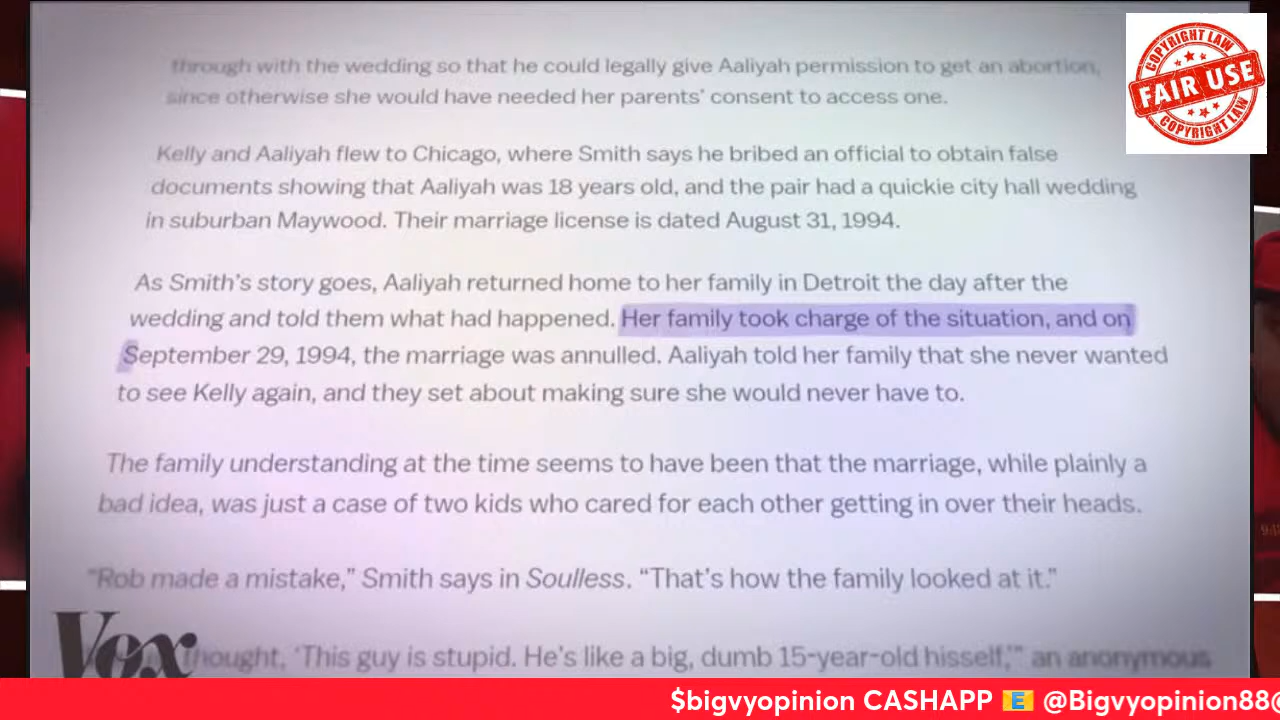 through with the wedding so that he could legally give Aaliyah permission to get an abortion,
since otherwise she would have needed her parents' consent to access one.
Kelly and Aaliyah flew to Chicago, where Smith says he bribed an official to obtain false
documents showing that Aaliyah was 18 years old, and the pair had a quickie city hall wedding
in suburban Maywood. Their marriage license is dated August 31, 1994.
As Smith's story goes, Aaliyah returned home to her family in Detroit the day after the
wedding and told them what had happened. Her family took charge of the situation, and on
September 29, 1994, the marriage was annulled. Aaliyah told her family that she never wanted
to see Kelly again, and they set about making sure she would never have to.
The family understanding at the time seems to have been that the marriage, while plainly a
bad idea, was just a case of two kids who cared for each other getting in over their heads.
"Rob made a mistake," Smith says in Soulless. "That's how the family looked at it."
thought, 'This guy is stupid. He's like a big, dumb 15-year-old hisself,'" an anonymous
Vox
COPYRIGHT LAW
FAIR USE
COPYRIGHT LAW
$bigvyopinion CASHAPP 📧 @Bigvyopinion88@